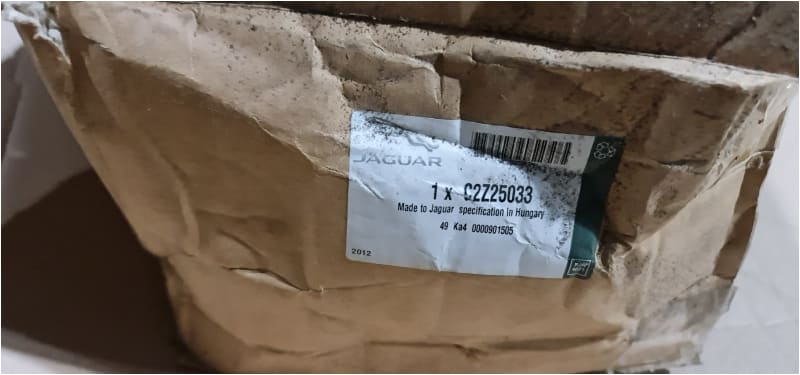 JAGUAR
1 x C2Z25033
Made to Jaguar specification in Hungary
49 Ka4 0000901505
2012